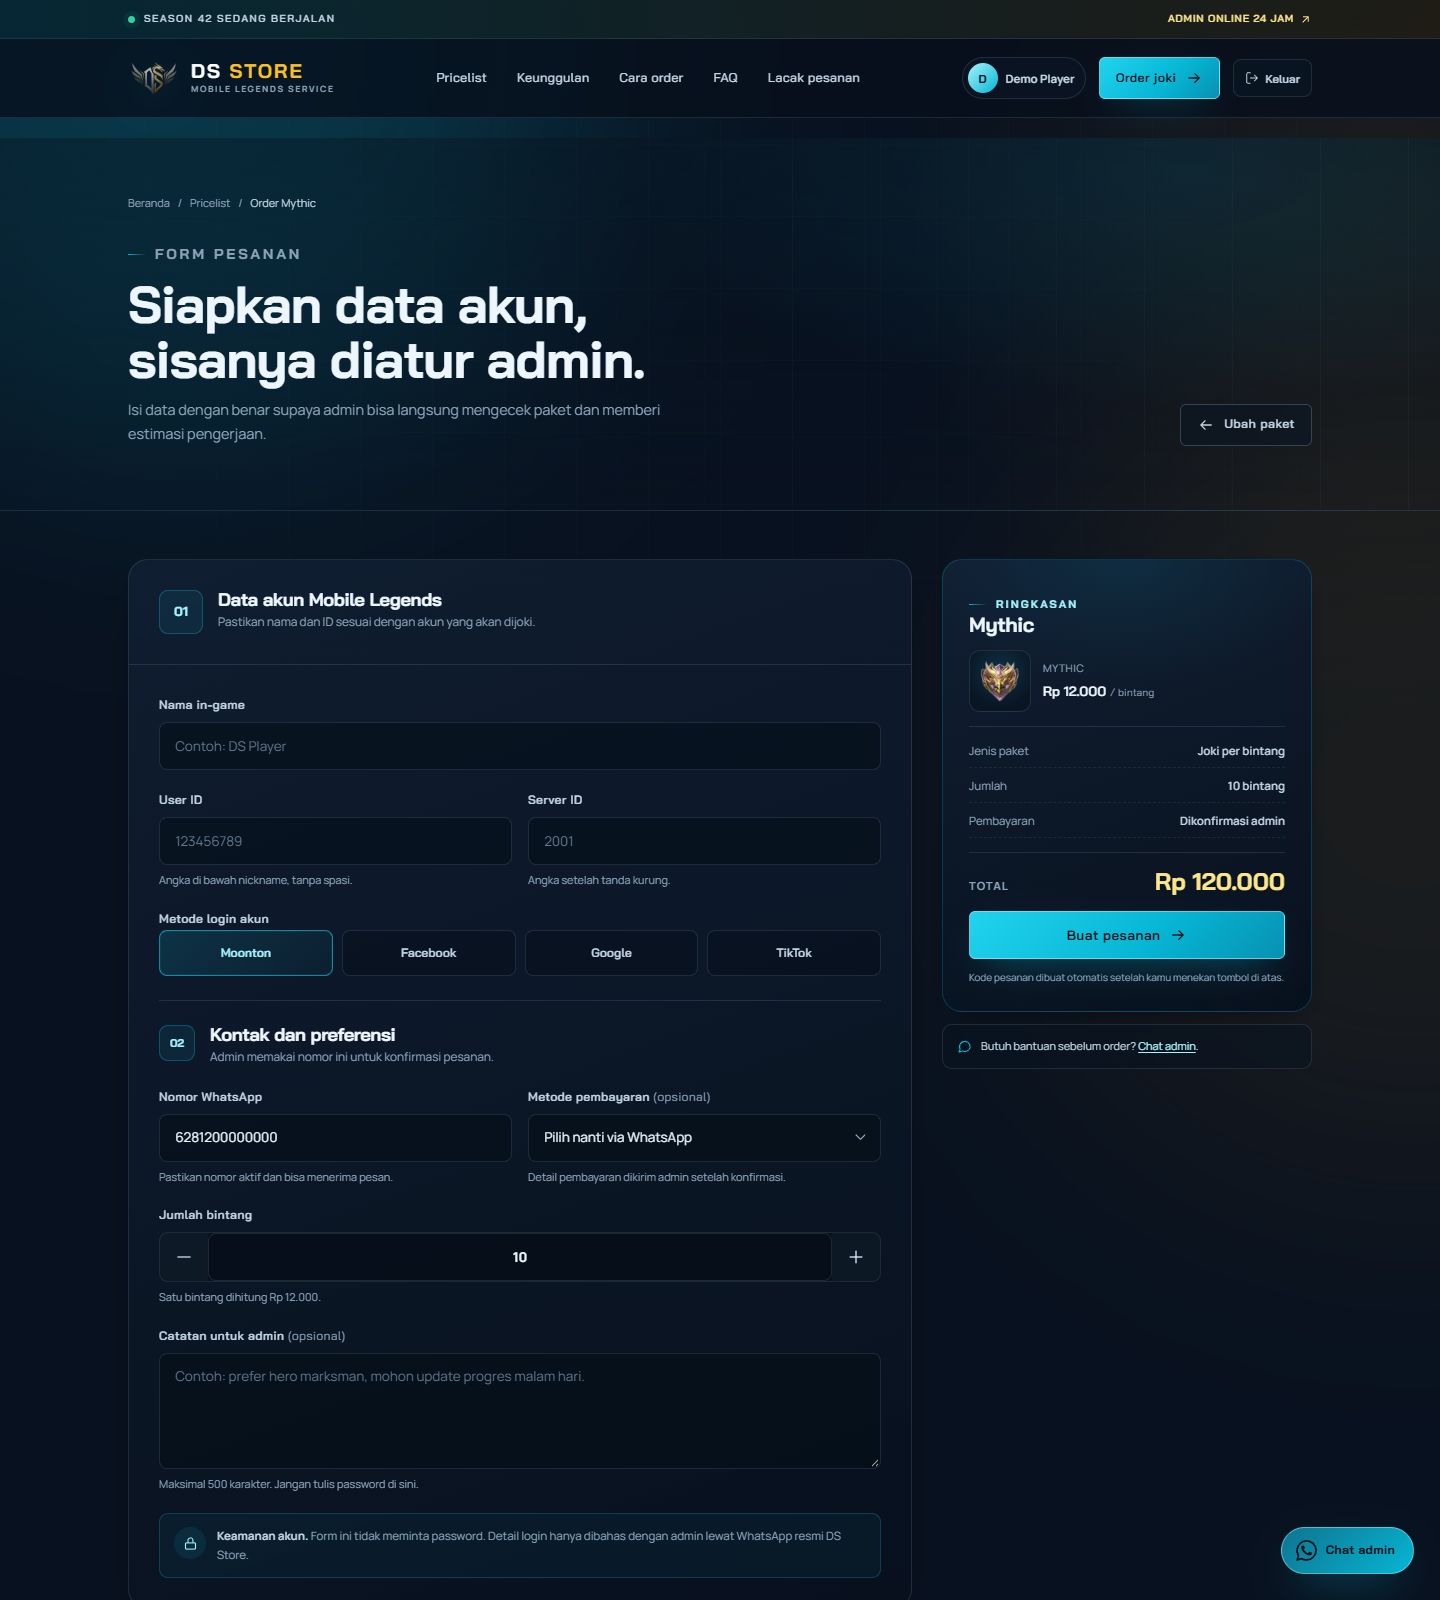 SEASON 42 SEDANG BERJALAN
ADMIN ONLINE 24 JAM
DS STORE
MOBILE LEGENDS SERVICE
Pricelist
Keunggulan
Cara order
FAQ
Lacak pesanan
D
Demo Player
Order joki
Keluar
Beranda / Pricelist / Order Mythic
FORM PESANAN
Siapkan data akun,
sisanya diatur admin.
Isi data dengan benar supaya admin bisa langsung mengecek paket dan memberi
estimasi pengerjaan.
Ubah paket
01
Data akun Mobile Legends
Pastikan nama dan ID sesuai dengan akun yang akan dijoki.
Nama in-game
Contoh: DS Player
User ID
Server ID
123456789
2001
Angka di bawah nickname, tanpa spasi.
Angka setelah tanda kurung.
Metode login akun
Moonton
Facebook
Google
TikTok
02
Kontak dan preferensi
Admin memakai nomor ini untuk konfirmasi pesanan.
Nomor WhatsApp
Metode pembayaran (opsional)
6281200000000
Pilih nanti via WhatsApp
Pastikan nomor aktif dan bisa menerima pesan.
Detail pembayaran dikirim admin setelah konfirmasi.
Jumlah bintang
10
Satu bintang dihitung Rp 12.000.
Catatan untuk admin (opsional)
Contoh: prefer hero marksman, mohon update progres malam hari.
Maksimal 500 karakter. Jangan tulis password di sini.
Keamanan akun. Form ini tidak meminta password. Detail login hanya dibahas dengan admin lewat WhatsApp resmi DS
Store.
RINGKASAN
Mythic
MYTHIC
Rp 12.000 / bintang
Jenis paket
Joki per bintang
Jumlah
10 bintang
Pembayaran
Dikonfirmasi admin
TOTAL
Rp 120.000
Buat pesanan
Kode pesanan dibuat otomatis setelah kamu menekan tombol di atas.
Butuh bantuan sebelum order? Chat admin.
Chat admin